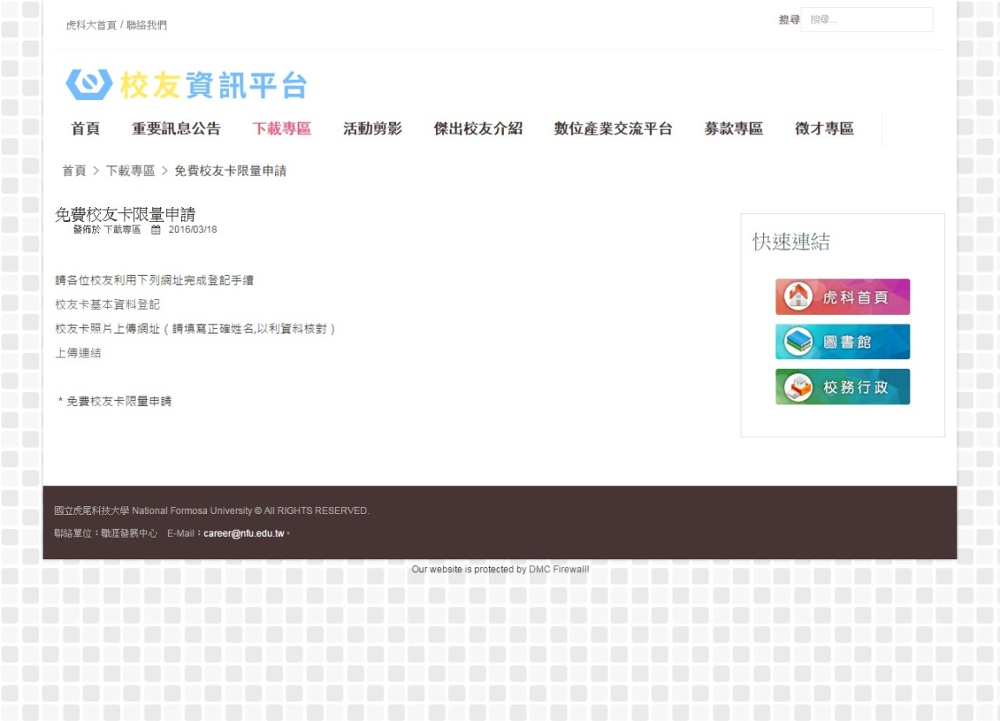 虎科大首頁 / 聯絡我們
搜尋 搜尋...
校友資訊平台
首頁 重要訊息公告 下載專區 活動剪影 傑出校友介紹 數位產業交流平台 募款專區 徵才專區
首頁 > 下載專區 > 免費校友卡限量申請
免費校友卡限量申請
發佈於 下載專區 2016/03/18
請各位校友利用下列網址完成登記手續
校友卡基本資料登記
校友卡照片上傳網址 ( 請填寫正確姓名,以利資料核對 )
上傳連結
* 免費校友卡限量申請
快速連結
虎科首頁
圖書館
校務行政
國立虎尾科技大學 National Formosa University © All RIGHTS RESERVED.
聯絡單位：職涯發展中心 E-Mail：career@nfu.edu.tw
Our website is protected by DMC Firewall!